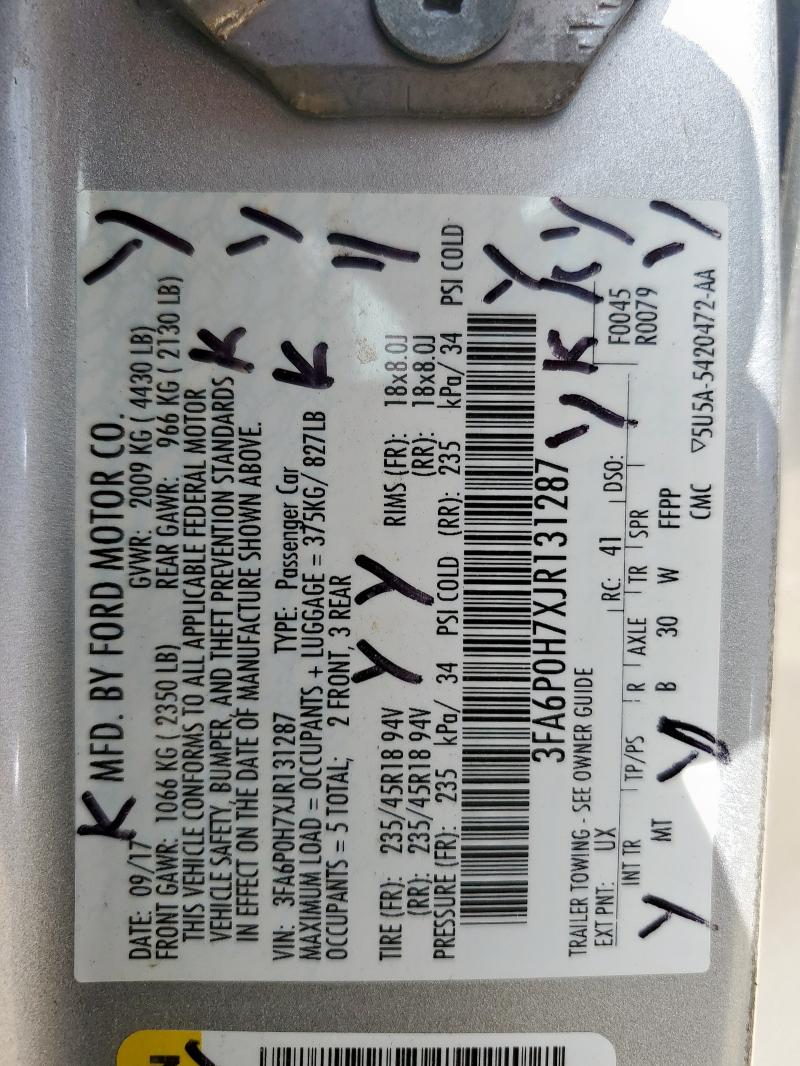 MFD. BY FORD MOTOR CO.
DATE: 09/17 GVWR: 2009 KG ( 4430 LB)
FRONT GAWR: 1066 KG ( 2350 LB) REAR GAWR: 966 KG ( 2130 LB)
THIS VEHICLE CONFORMS TO ALL APPLICABLE FEDERAL MOTOR
VEHICLE SAFETY, BUMPER, AND THEFT PREVENTION STANDARDS
IN EFFECT ON THE DATE OF MANUFACTURE SHOWN ABOVE.
VIN: 3FA6P0H7XJR131287 TYPE: Passenger Car
MAXIMUM LOAD = OCCUPANTS + LUGGAGE = 375KG/ 827LB
OCCUPANTS = 5 TOTAL; 2 FRONT, 3 REAR
TIRE (FR): 235/45R18 94V RIMS (FR): 18x8.0J
(RR): 235/45R18 94V (RR): 18x8.0J
PRESSURE (FR): 235 kPa/ 34 PSI COLD (RR): 235 kPa/ 34 PSI COLD
3FA6P0H7XJR131287
TRAILER TOWING - SEE OWNER GUIDE
EXT PNT: UX RC: 41 DSO: F0045
INT TR TP/PS R AXLE TR SPR R0079
MT B 30 W FFPP
CMC ▽5U5A-5420472-AA